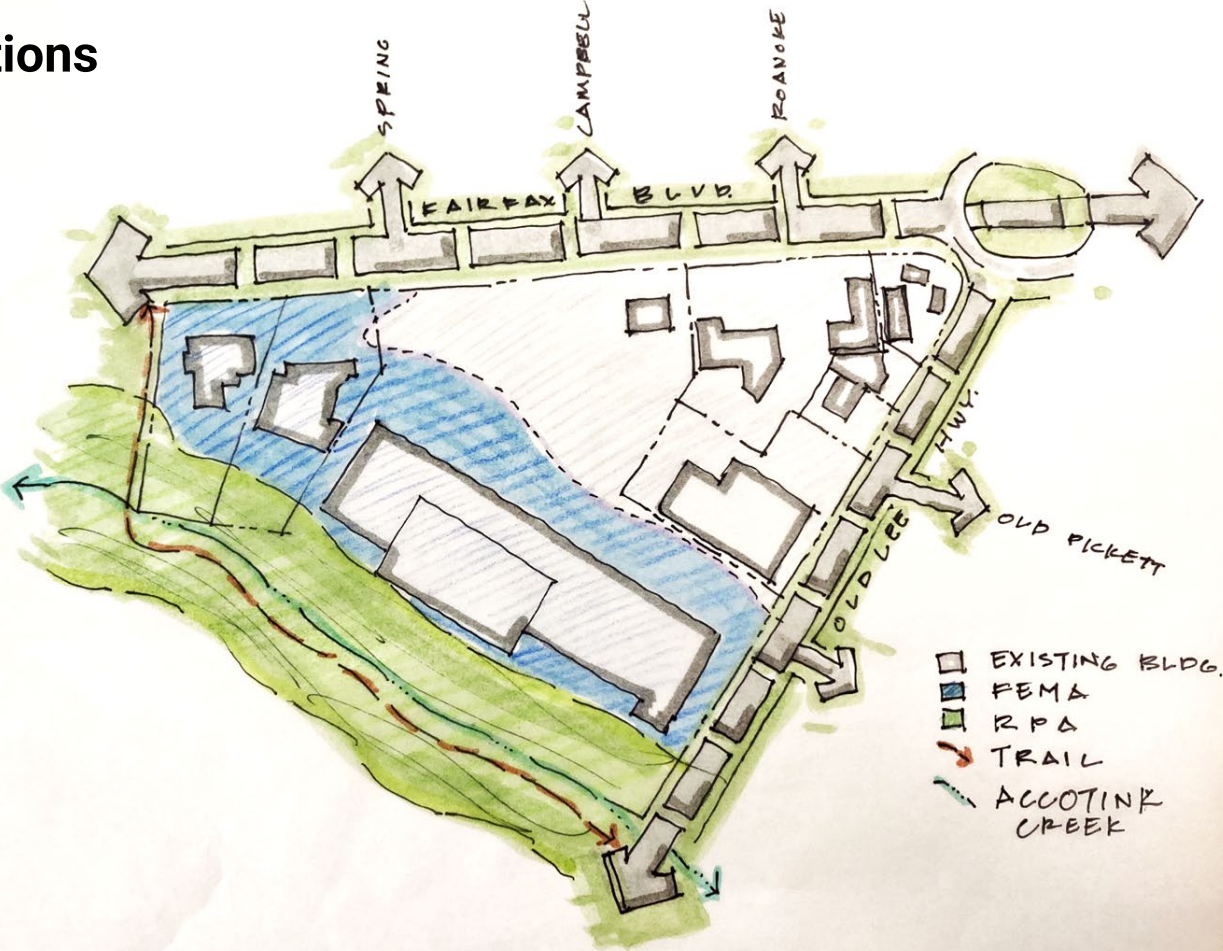 tions
SPRING
CAMPBELL
ROANOKE
FAIRFAX BLVD.
OLD LEE HWY.
OLD PICKETT
EXISTING BLDG.
FEMA
RPA
TRAIL
ACCOTINK
CREEK